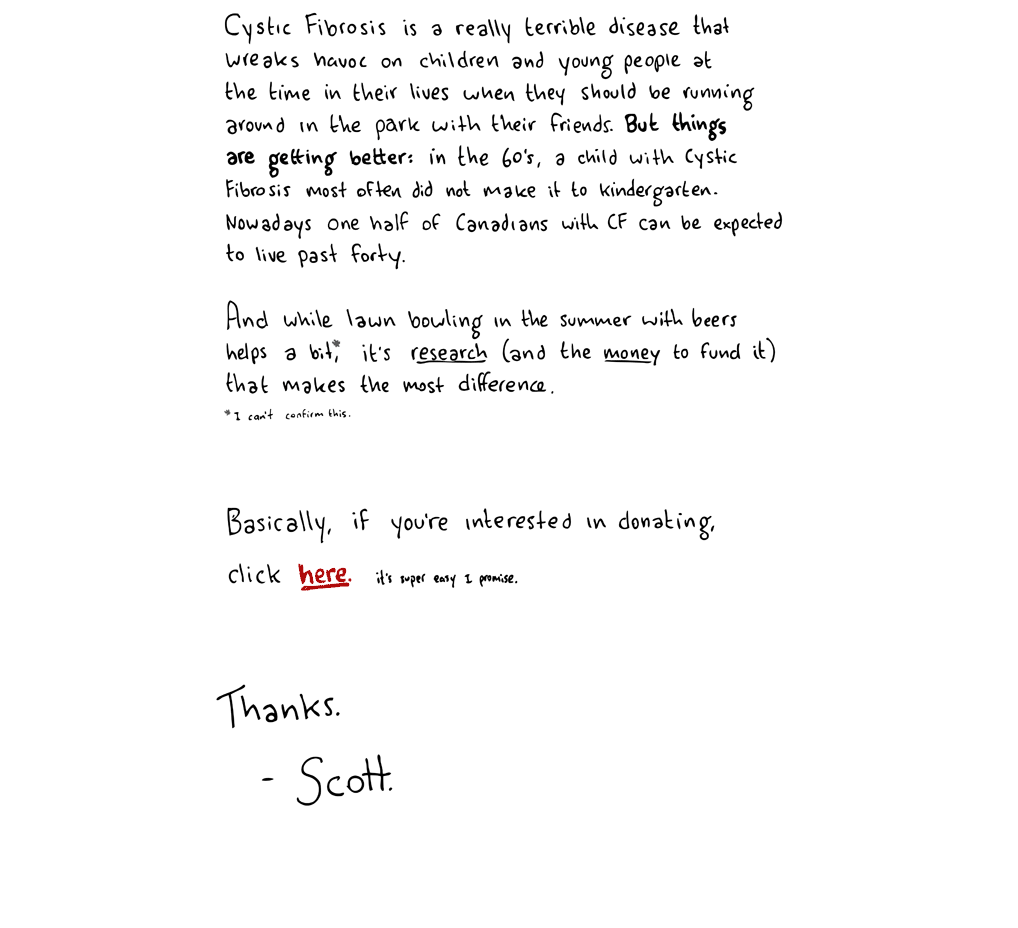 Cystic Fibrosis is a really terrible disease that
wreaks havoc on children and young people at
the time in their lives when they should be running
around in the park with their friends. But things
are getting better: in the 60's, a child with Cystic
Fibrosis most often did not make it to kindergarten.
Nowadays one half of Canadians with CF can be expected
to live past forty.
And while lawn bowling in the summer with beers
helps a bit*, it's research (and the money to fund it)
that makes the most difference.
*I can't confirm this.
Basically, if you're interested in donating,
click here. it's super easy I promise.
Thanks.
- Scott.